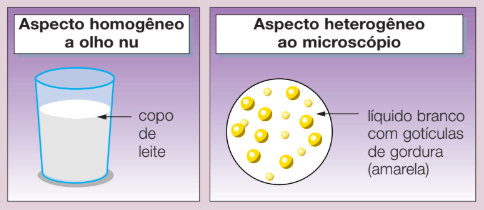 Aspecto homogêneo
a olho nu
copo
de
leite
Aspecto heterogêneo
ao microscópio
líquido branco
com gotículas
de gordura
(amarela)